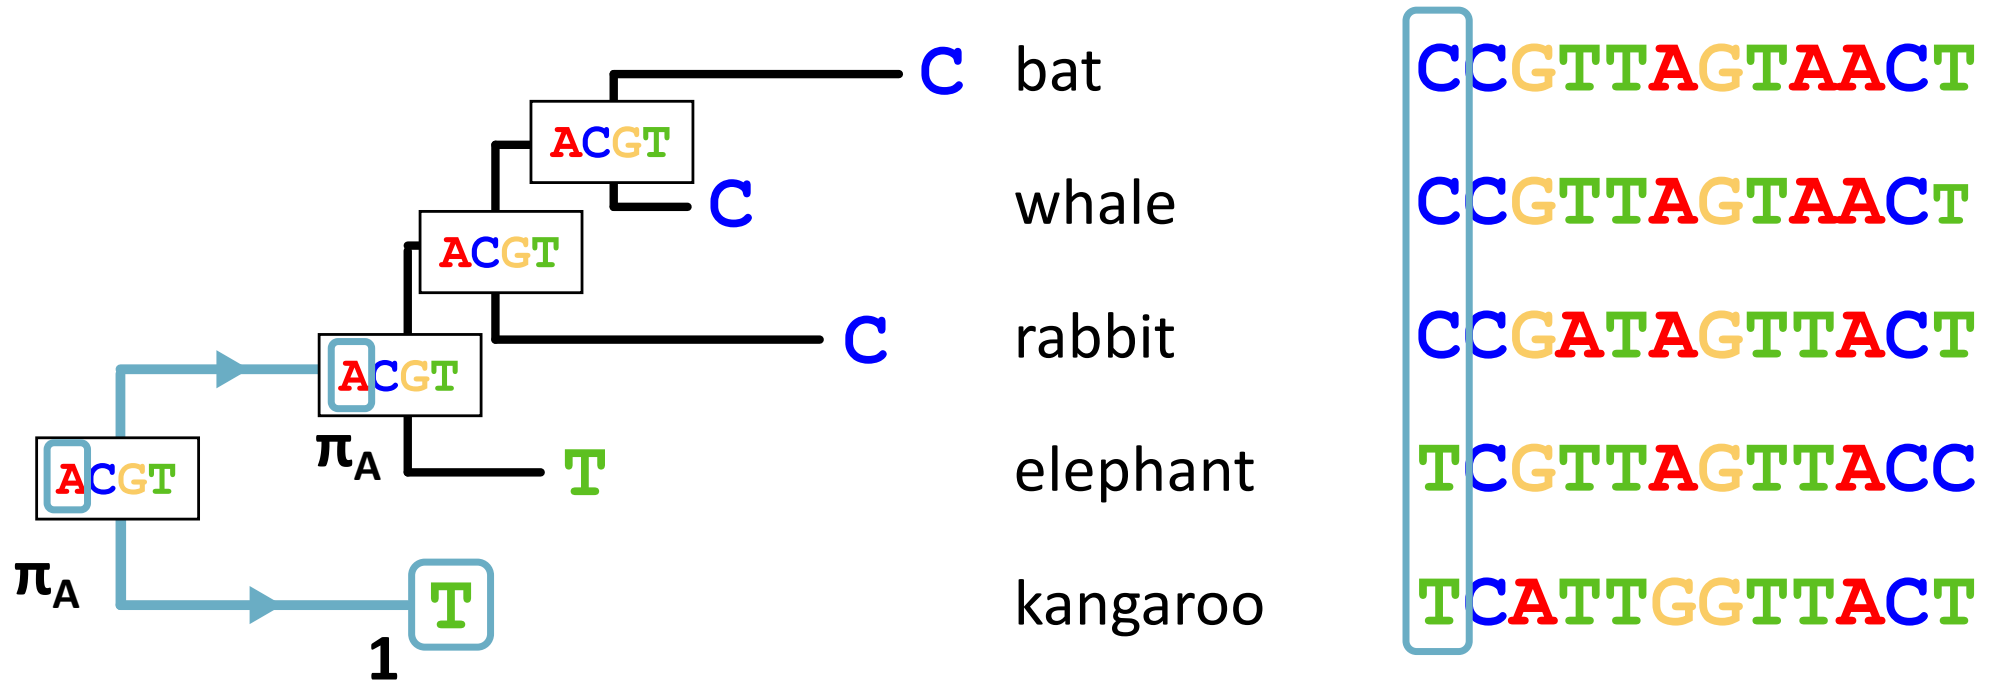 C bat CCGTTAGTAACT
ACGT
C whale CCGTTAGTAACT
ACGT
C rabbit CCGATAGTTACT
ACGT
πA
T elephant TCGTTAGTTACC
ACGT
πA
T kangaroo TCATTGGTTACT
1